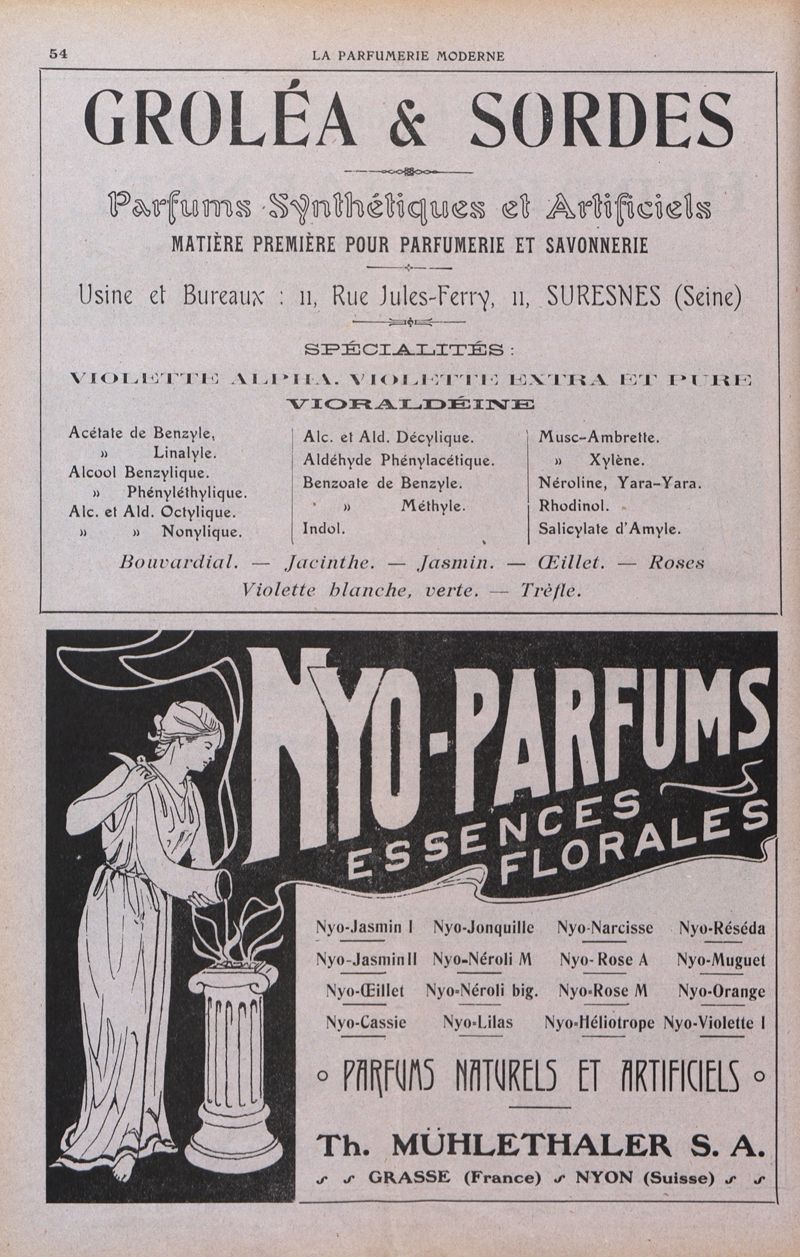 54
LA PARFUMERIE MODERNE
GROLÉA & SORDES
Parfums Synthétiques et Artificiels
MATIÈRE PREMIÈRE POUR PARFUMERIE ET SAVONNERIE
Usine et Bureaux : 11, Rue Jules-Ferry, 11, SURESNES (Seine)
SPÉCIALITÉS :
VIOLETTE ALPHA. VIOLETTE EXTRA ET PURE
VIORALDÉINE
Acétate de Benzyle,
» Linalyle.
Alcool Benzylique.
» Phényléthylique.
Alc. et Ald. Octylique.
» » Nonylique.
Alc. et Ald. Décylique.
Aldéhyde Phénylacétique.
Benzoate de Benzyle.
» Méthyle.
Indol.
Musc-Ambrette.
» Xylène.
Néroline, Yara-Yara.
Rhodinol.
Salicylate d'Amyle.
Bouvardial. — Jacinthe. — Jasmin. — Œillet. — Roses
Violette blanche, verte. — Trèfle.
NYO-PARFUMS
ESSENCES
FLORALES
Nyo-Jasmin I Nyo-Jonquille Nyo-Narcisse Nyo-Réséda
Nyo-Jasmin II Nyo-Néroli M Nyo-Rose A Nyo-Muguet
Nyo-Œillet Nyo-Néroli big. Nyo-Rose M Nyo-Orange
Nyo-Cassie Nyo-Lilas Nyo-Héliotrope Nyo-Violette I
PARFUMS NATURELS ET ARTIFICIELS
Th. MÜHLETHALER S. A.
GRASSE (France) NYON (Suisse)